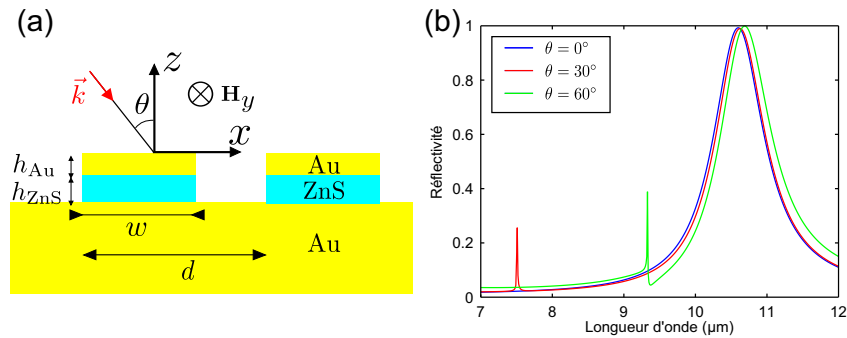 (a)
z
k⃗
θ
H_y
x
h_Au
Au
Au
h_ZnS
ZnS
w
Au
d
(b)
θ = 0°
θ = 30°
θ = 60°
Réflectivité
1
0.8
0.6
0.4
0.2
0
7 8 9 10 11 12
Longueur d'onde (µm)